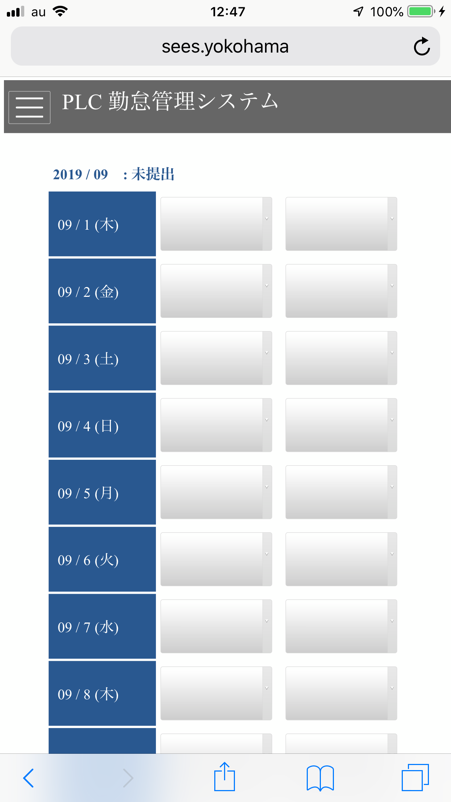 au 12:47 100%
sees.yokohama
PLC 勤怠管理システム
2019 / 09 : 未提出
09 / 1 (木)
09 / 2 (金)
09 / 3 (土)
09 / 4 (日)
09 / 5 (月)
09 / 6 (火)
09 / 7 (水)
09 / 8 (木)